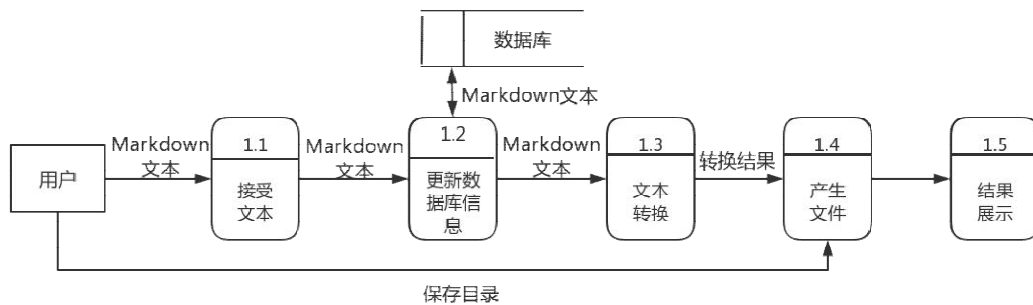 数据库
Markdown文本
用户
Markdown
文本
1.1
接受
文本
Markdown
文本
1.2
更新数
据库信
息
Markdown
文本
1.3
文本
转换
转换结果
1.4
产生
文件
1.5
结果
展示
保存目录